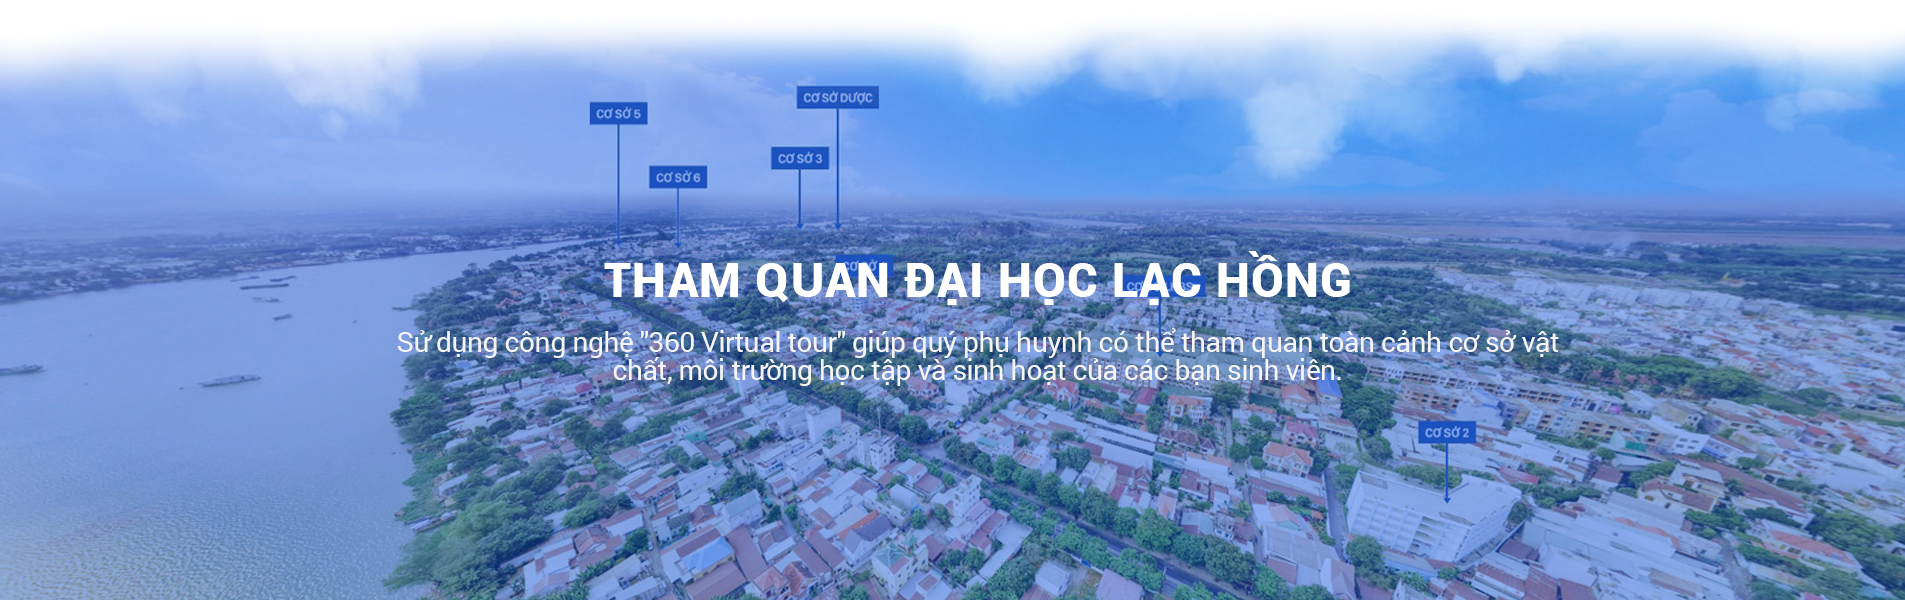 CƠ SỞ DƯỢC
CƠ SỞ 5
CƠ SỞ 3
CƠ SỞ 6
THAM QUAN ĐẠI HỌC LẠC HỒNG
Sử dụng công nghệ "360 Virtual tour" giúp quý phụ huynh có thể tham quan toàn cảnh cơ sở vật
chất, môi trường học tập và sinh hoạt của các bạn sinh viên.
CƠ SỞ 2